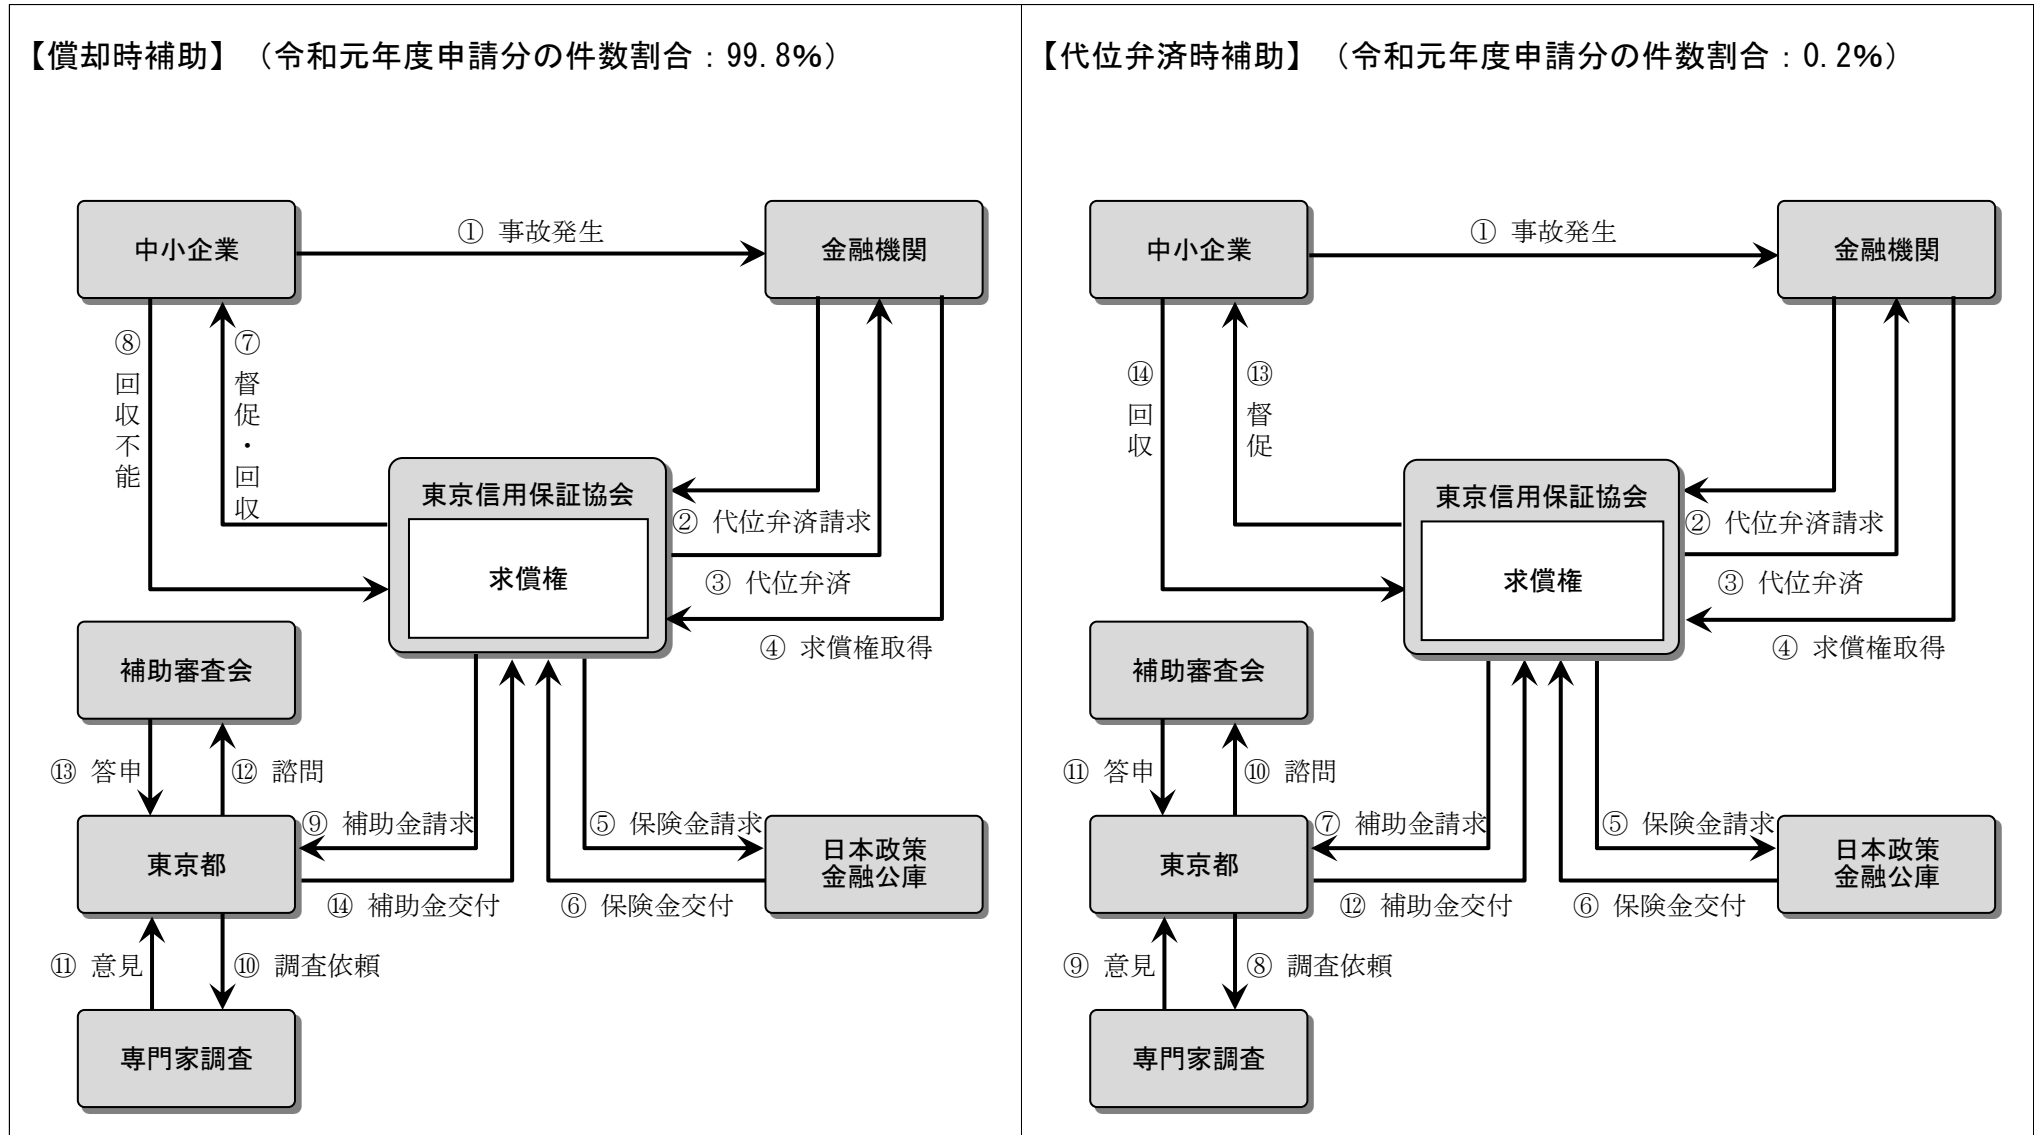 【償却時補助】（令和元年度申請分の件数割合：99.8%）
中小企業
① 事故発生
金融機関
⑧ 回収不能
⑦ 督促・回収
東京信用保証協会
求償権
② 代位弁済請求
③ 代位弁済
④ 求償権取得
補助審査会
⑬ 答申
⑫ 諮問
⑨ 補助金請求
⑤ 保険金請求
東京都
日本政策
金融公庫
⑭ 補助金交付
⑥ 保険金交付
⑪ 意見
⑩ 調査依頼
専門家調査
【代位弁済時補助】（令和元年度申請分の件数割合：0.2%）
中小企業
① 事故発生
金融機関
⑭ 回収
⑬ 督促
東京信用保証協会
求償権
② 代位弁済請求
③ 代位弁済
④ 求償権取得
補助審査会
⑪ 答申
⑩ 諮問
⑦ 補助金請求
⑤ 保険金請求
東京都
日本政策
金融公庫
⑫ 補助金交付
⑥ 保険金交付
⑨ 意見
⑧ 調査依頼
専門家調査